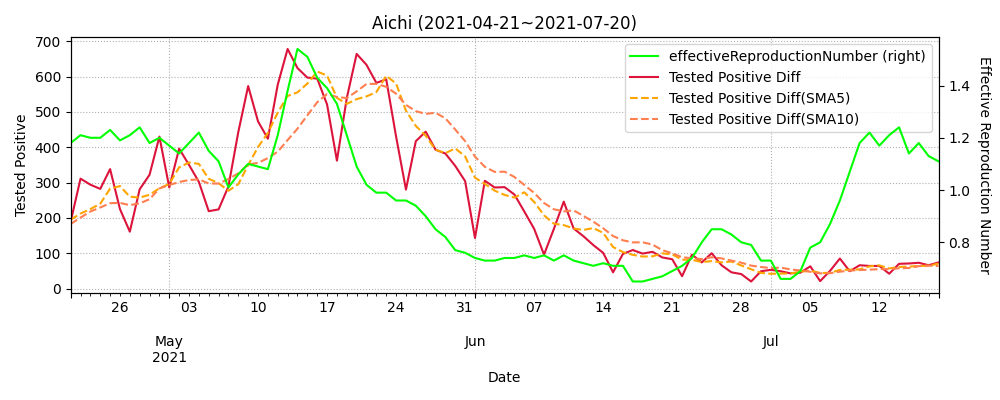 Aichi (2021-04-21~2021-07-20)
700
600
500
400
300
200
100
0
Tested Positive
effectiveReproductionNumber (right)
Tested Positive Diff
Tested Positive Diff(SMA5)
Tested Positive Diff(SMA10)
1.4
1.2
1.0
0.8
Effective Reproduction Number
26 03 10 17 24 31 07 14 21 28 05 12
May Jun Jul
2021
Date